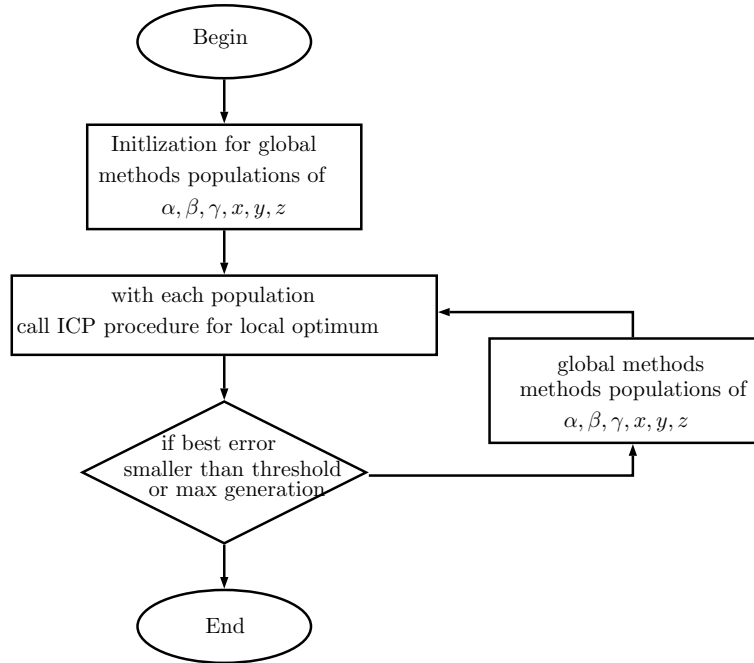 Begin
Initlization for global
methods populations of
α, β, γ, x, y, z
with each population
call ICP procedure for local optimum
global methods
methods populations of
α, β, γ, x, y, z
if best error
smaller than threshold
or max generation
End